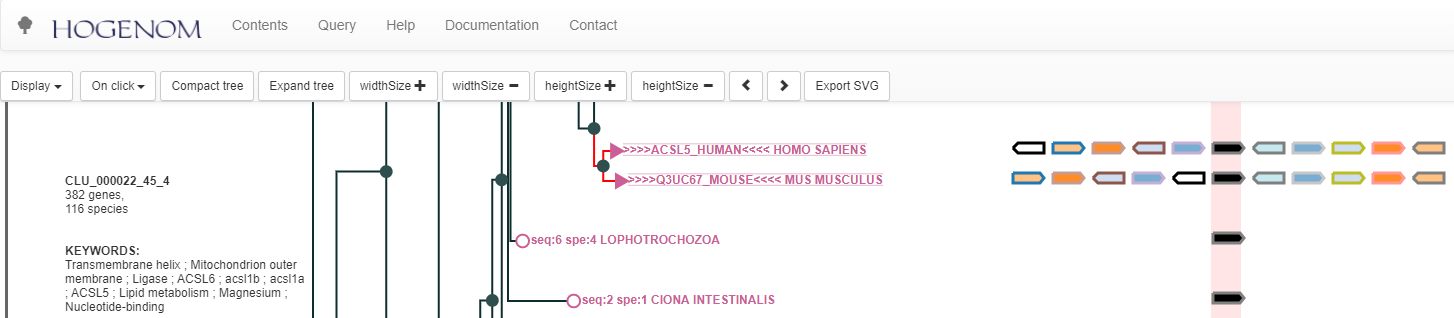 HOGENOM Contents Query Help Documentation Contact
Display On click Compact tree Expand tree widthSize + widthSize - heightSize + heightSize - < > Export SVG
>>>>ACSL5_HUMAN<<<< HOMO SAPIENS
CLU_000022_45_4
>>>>Q3UC67_MOUSE<<<< MUS MUSCULUS
382 genes,
116 species
seq:6 spe:4 LOPHOTROCHOZOA
KEYWORDS:
Transmembrane helix ; Mitochondrion outer
membrane ; Ligase ; ACSL6 ; acsl1b ; acsl1a
; ACSL5 ; Lipid metabolism ; Magnesium ;
Nucleotide-binding
seq:2 spe:1 CIONA INTESTINALIS